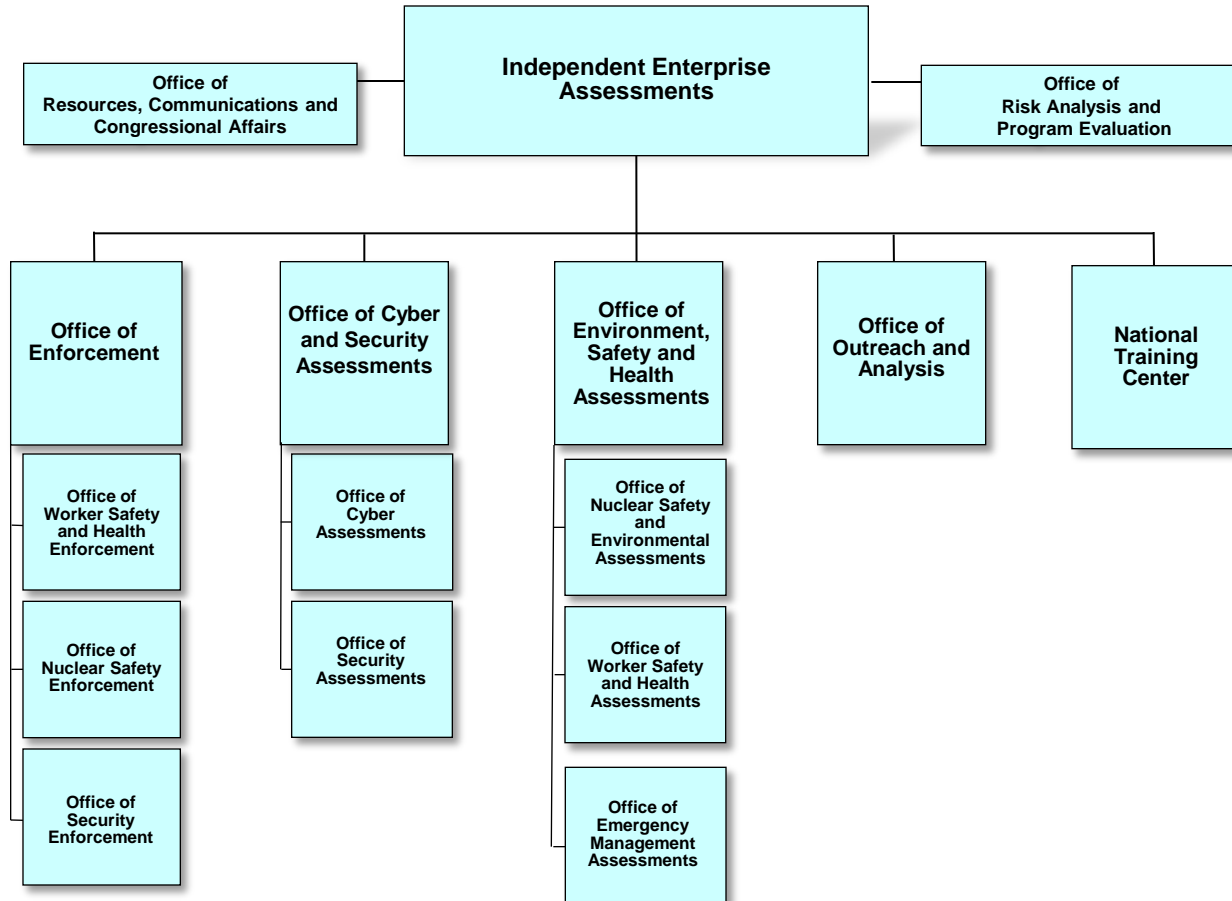 Independent Enterprise
Assessments
Office of
Resources, Communications and
Congressional Affairs
Office of
Risk Analysis and
Program Evaluation
Office of
Enforcement
Office of Cyber
and Security
Assessments
Office of
Environment,
Safety and
Health
Assessments
Office of
Outreach and
Analysis
National
Training
Center
Office of
Worker Safety
and Health
Enforcement
Office of
Nuclear Safety
Enforcement
Office of
Security
Enforcement
Office of
Cyber
Assessments
Office of
Security
Assessments
Office of
Nuclear Safety
and
Environmental
Assessments
Office of
Worker Safety
and Health
Assessments
Office of
Emergency
Management
Assessments